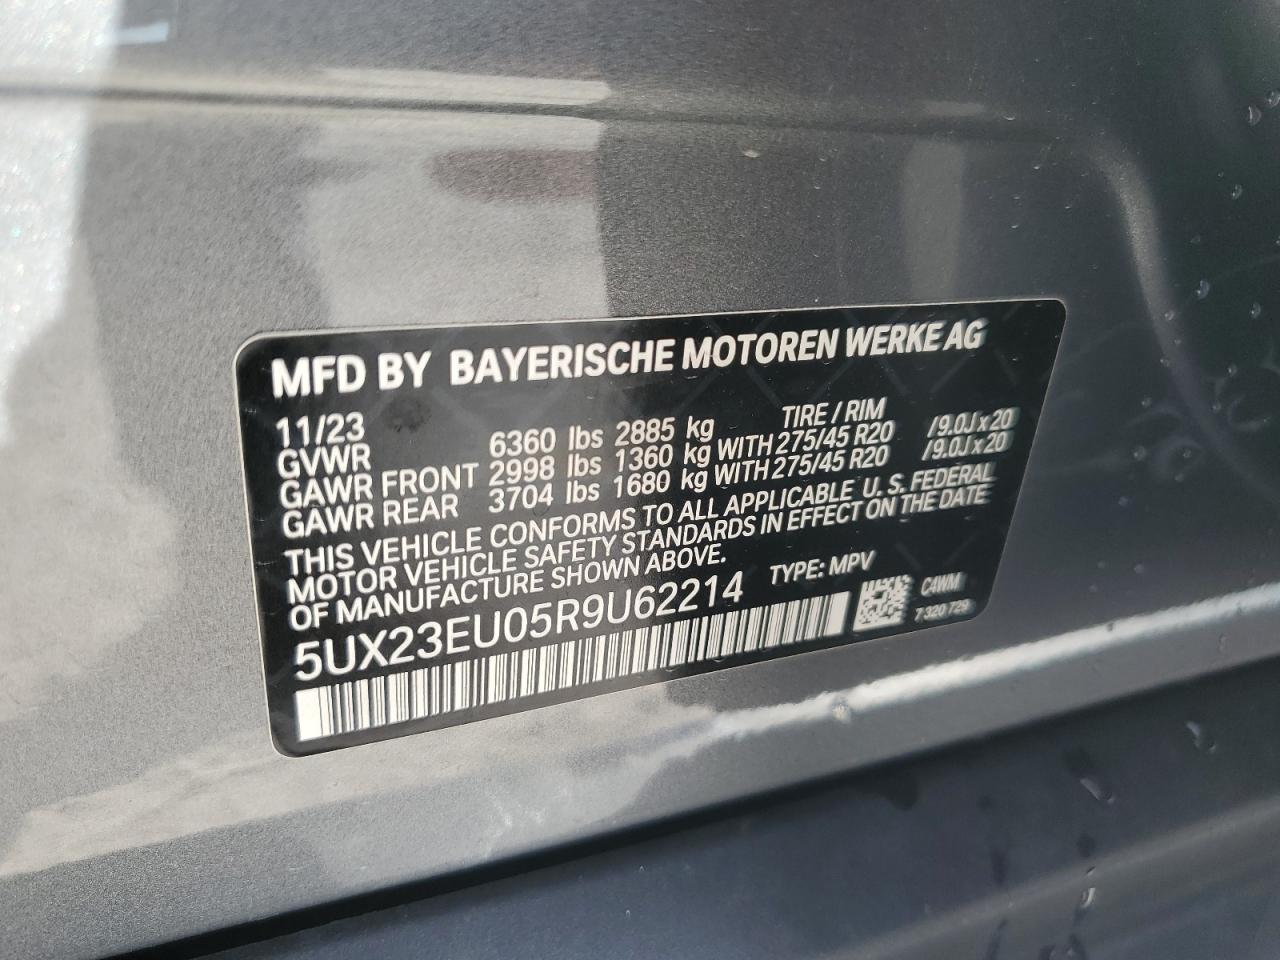 MFD BY BAYERISCHE MOTOREN WERKE AG
11/23 TIRE / RIM
GVWR 6360 lbs 2885 kg
GAWR FRONT 2998 lbs 1360 kg WITH 275/45 R20 /9.0J x 20
GAWR REAR 3704 lbs 1680 kg WITH 275/45 R20 /9.0J x 20
THIS VEHICLE CONFORMS TO ALL APPLICABLE U. S. FEDERAL
MOTOR VEHICLE SAFETY STANDARDS IN EFFECT ON THE DATE
OF MANUFACTURE SHOWN ABOVE.
5UX23EU05R9U62214 TYPE: MPV
C4WM
7 320 729